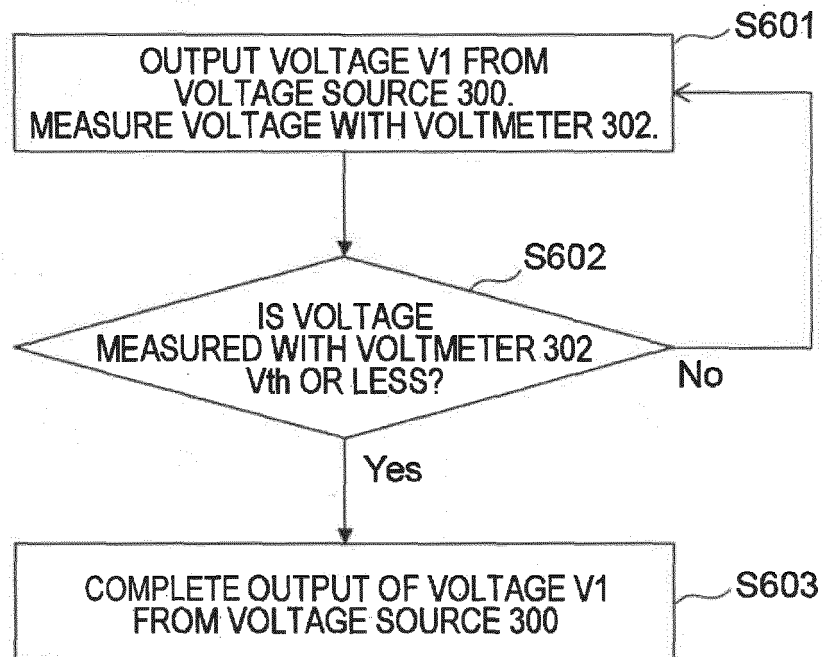 S601
OUTPUT VOLTAGE V1 FROM
VOLTAGE SOURCE 300.
MEASURE VOLTAGE WITH VOLTMETER 302.
S602
IS VOLTAGE
MEASURED WITH VOLTMETER 302
Vth OR LESS?
No
Yes
S603
COMPLETE OUTPUT OF VOLTAGE V1
FROM VOLTAGE SOURCE 300